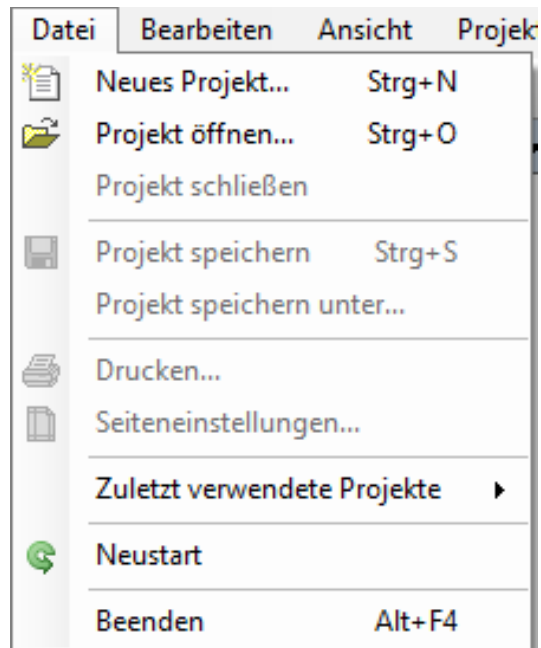 Datei Bearbeiten Ansicht Projek
Neues Projekt... Strg+N
Projekt öffnen... Strg+O
Projekt schließen
Projekt speichern Strg+S
Projekt speichern unter...
Drucken...
Seiteneinstellungen...
Zuletzt verwendete Projekte
Neustart
Beenden Alt+F4